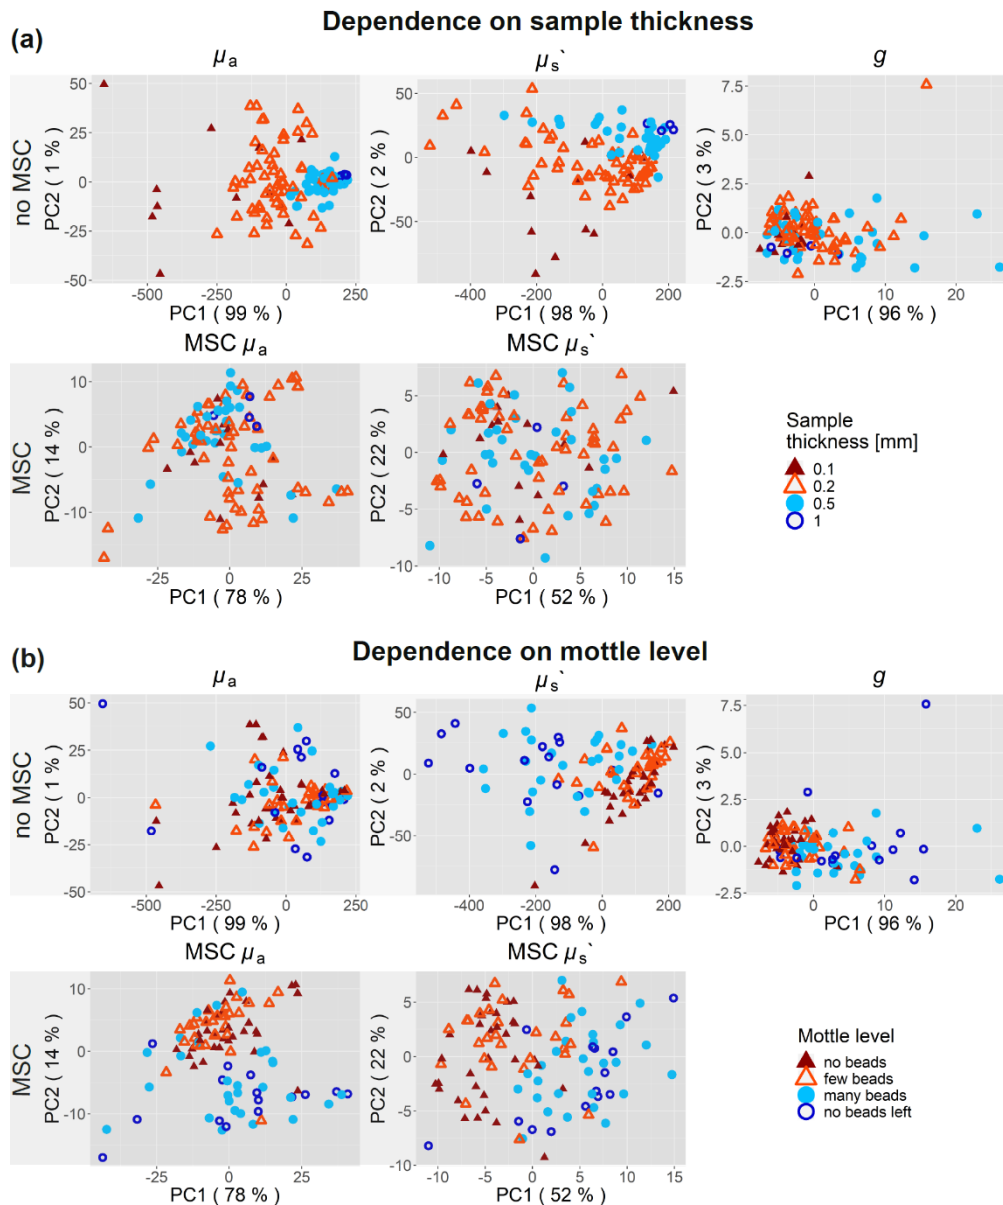 (a) Dependence on sample thickness
μa μs` g
no MSC
PC2 ( 1 % )
50
25
0
-25
-50
-500 -250 0 250
PC1 ( 99 % )
PC2 ( 2 % )
50
0
-50
-400 -200 0 200
PC1 ( 98 % )
PC2 ( 3 % )
7.5
5.0
2.5
0.0
-2.5
0 10 20
PC1 ( 96 % )
MSC μa MSC μs`
MSC
PC2 ( 14 % )
10
0
-10
-25 0 25
PC1 ( 78 % )
PC2 ( 22 % )
5
0
-5
-10
-10 -5 0 5 10 15
PC1 ( 52 % )
Sample
thickness [mm]
0.1
0.2
0.5
1
(b) Dependence on mottle level
μa μs` g
no MSC
PC2 ( 1 % )
50
25
0
-25
-50
-500 -250 0 250
PC1 ( 99 % )
PC2 ( 2 % )
50
0
-50
-400 -200 0 200
PC1 ( 98 % )
PC2 ( 3 % )
7.5
5.0
2.5
0.0
-2.5
0 10 20
PC1 ( 96 % )
MSC μa MSC μs`
MSC
PC2 ( 14 % )
10
0
-10
-25 0 25
PC1 ( 78 % )
PC2 ( 22 % )
5
0
-5
-10
-10 -5 0 5 10 15
PC1 ( 52 % )
Mottle level
no beads
few beads
many beads
no beads left